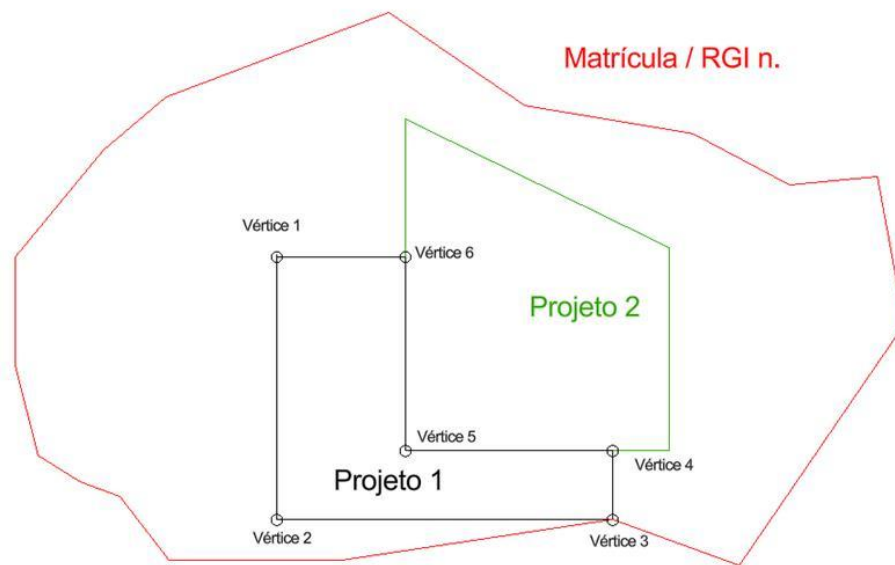 Matrícula / RGI n.
Vértice 1
Vértice 6
Projeto 2
Vértice 5
Vértice 4
Projeto 1
Vértice 2
Vértice 3